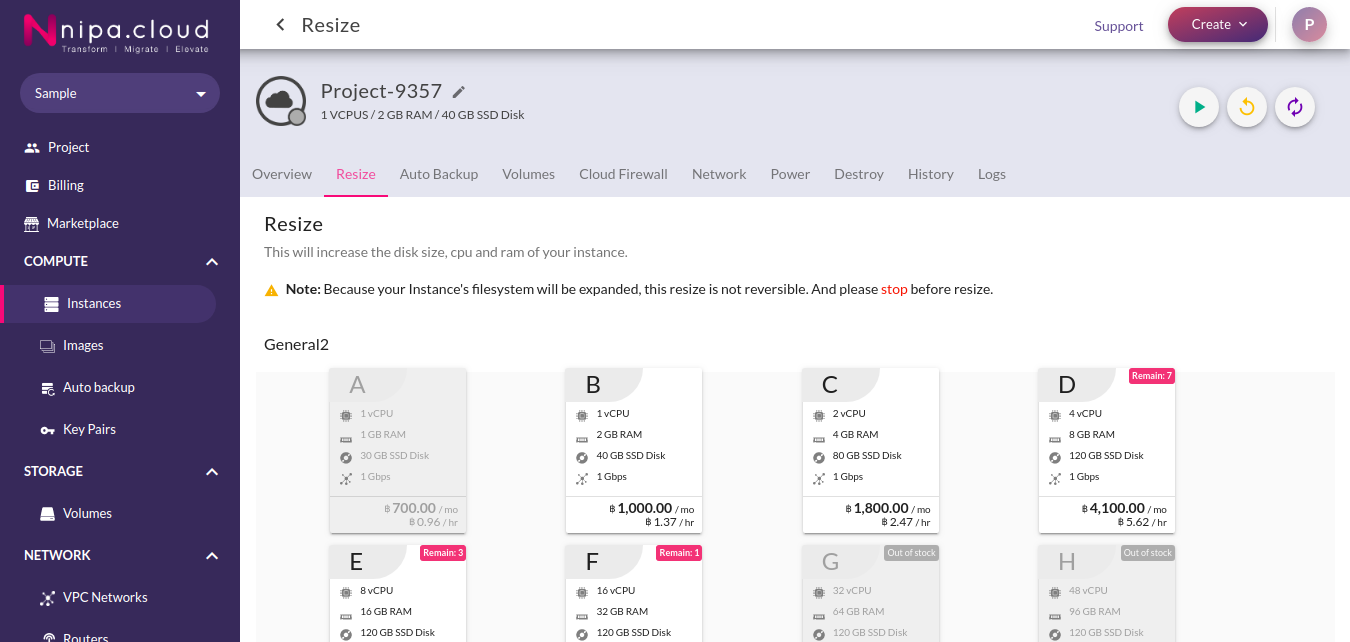 nipa.cloud
Transform | Migrate | Elevate
Resize
Support
Create
P
Sample
Project
Billing
Marketplace
COMPUTE
Instances
Images
Auto backup
Key Pairs
STORAGE
Volumes
NETWORK
VPC Networks
Routers
Project-9357
1 VCPUS / 2 GB RAM / 40 GB SSD Disk
Overview
Resize
Auto Backup
Volumes
Cloud Firewall
Network
Power
Destroy
History
Logs
Resize
This will increase the disk size, cpu and ram of your instance.
Note: Because your Instance's filesystem will be expanded, this resize is not reversible. And please stop before resize.
General2
A
1 vCPU
1 GB RAM
30 GB SSD Disk
1 Gbps
฿ 700.00 / mo
฿ 0.96 / hr
B
1 vCPU
2 GB RAM
40 GB SSD Disk
1 Gbps
฿ 1,000.00 / mo
฿ 1.37 / hr
C
2 vCPU
4 GB RAM
80 GB SSD Disk
1 Gbps
฿ 1,800.00 / mo
฿ 2.47 / hr
D
Remain: 7
4 vCPU
8 GB RAM
120 GB SSD Disk
1 Gbps
฿ 4,100.00 / mo
฿ 5.62 / hr
E
Remain: 3
8 vCPU
16 GB RAM
120 GB SSD Disk
F
Remain: 1
16 vCPU
32 GB RAM
120 GB SSD Disk
G
Out of stock
32 vCPU
64 GB RAM
120 GB SSD Disk
H
Out of stock
48 vCPU
96 GB RAM
120 GB SSD Disk